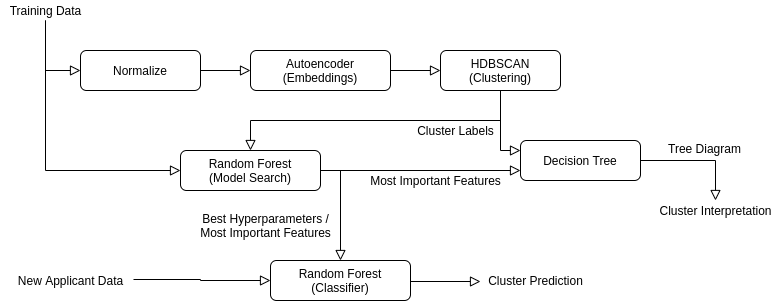 Training Data
Normalize
Autoencoder
(Embeddings)
HDBSCAN
(Clustering)
Cluster Labels
Random Forest
(Model Search)
Most Important Features
Decision Tree
Tree Diagram
Cluster Interpretation
Best Hyperparameters /
Most Important Features
New Applicant Data
Random Forest
(Classifier)
Cluster Prediction